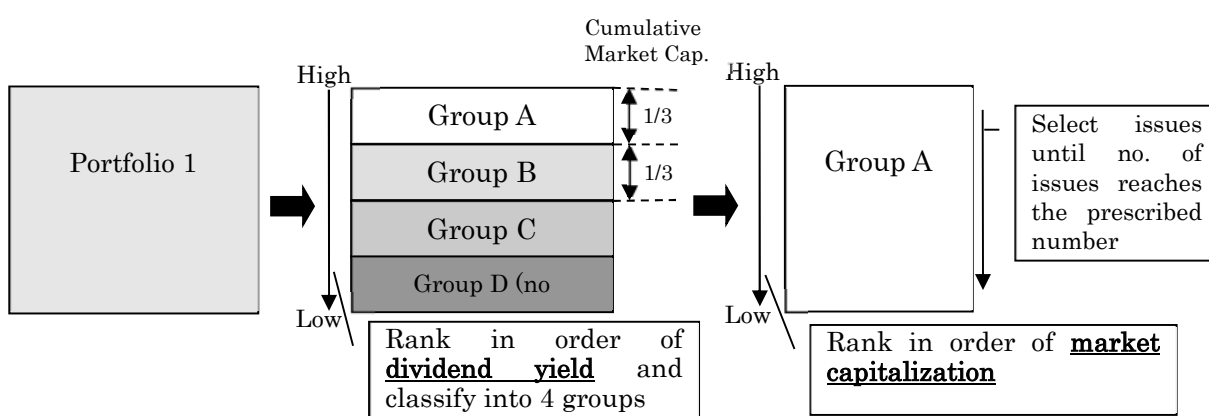 Cumulative
Market Cap.
High
High
Group A
1/3
Portfolio 1
Group B
1/3
Group A
Select issues
until no. of
issues reaches
the prescribed
number
Group C
Group D (no
Low
Low
Rank in order of
dividend yield and
classify into 4 groups
Rank in order of market
capitalization